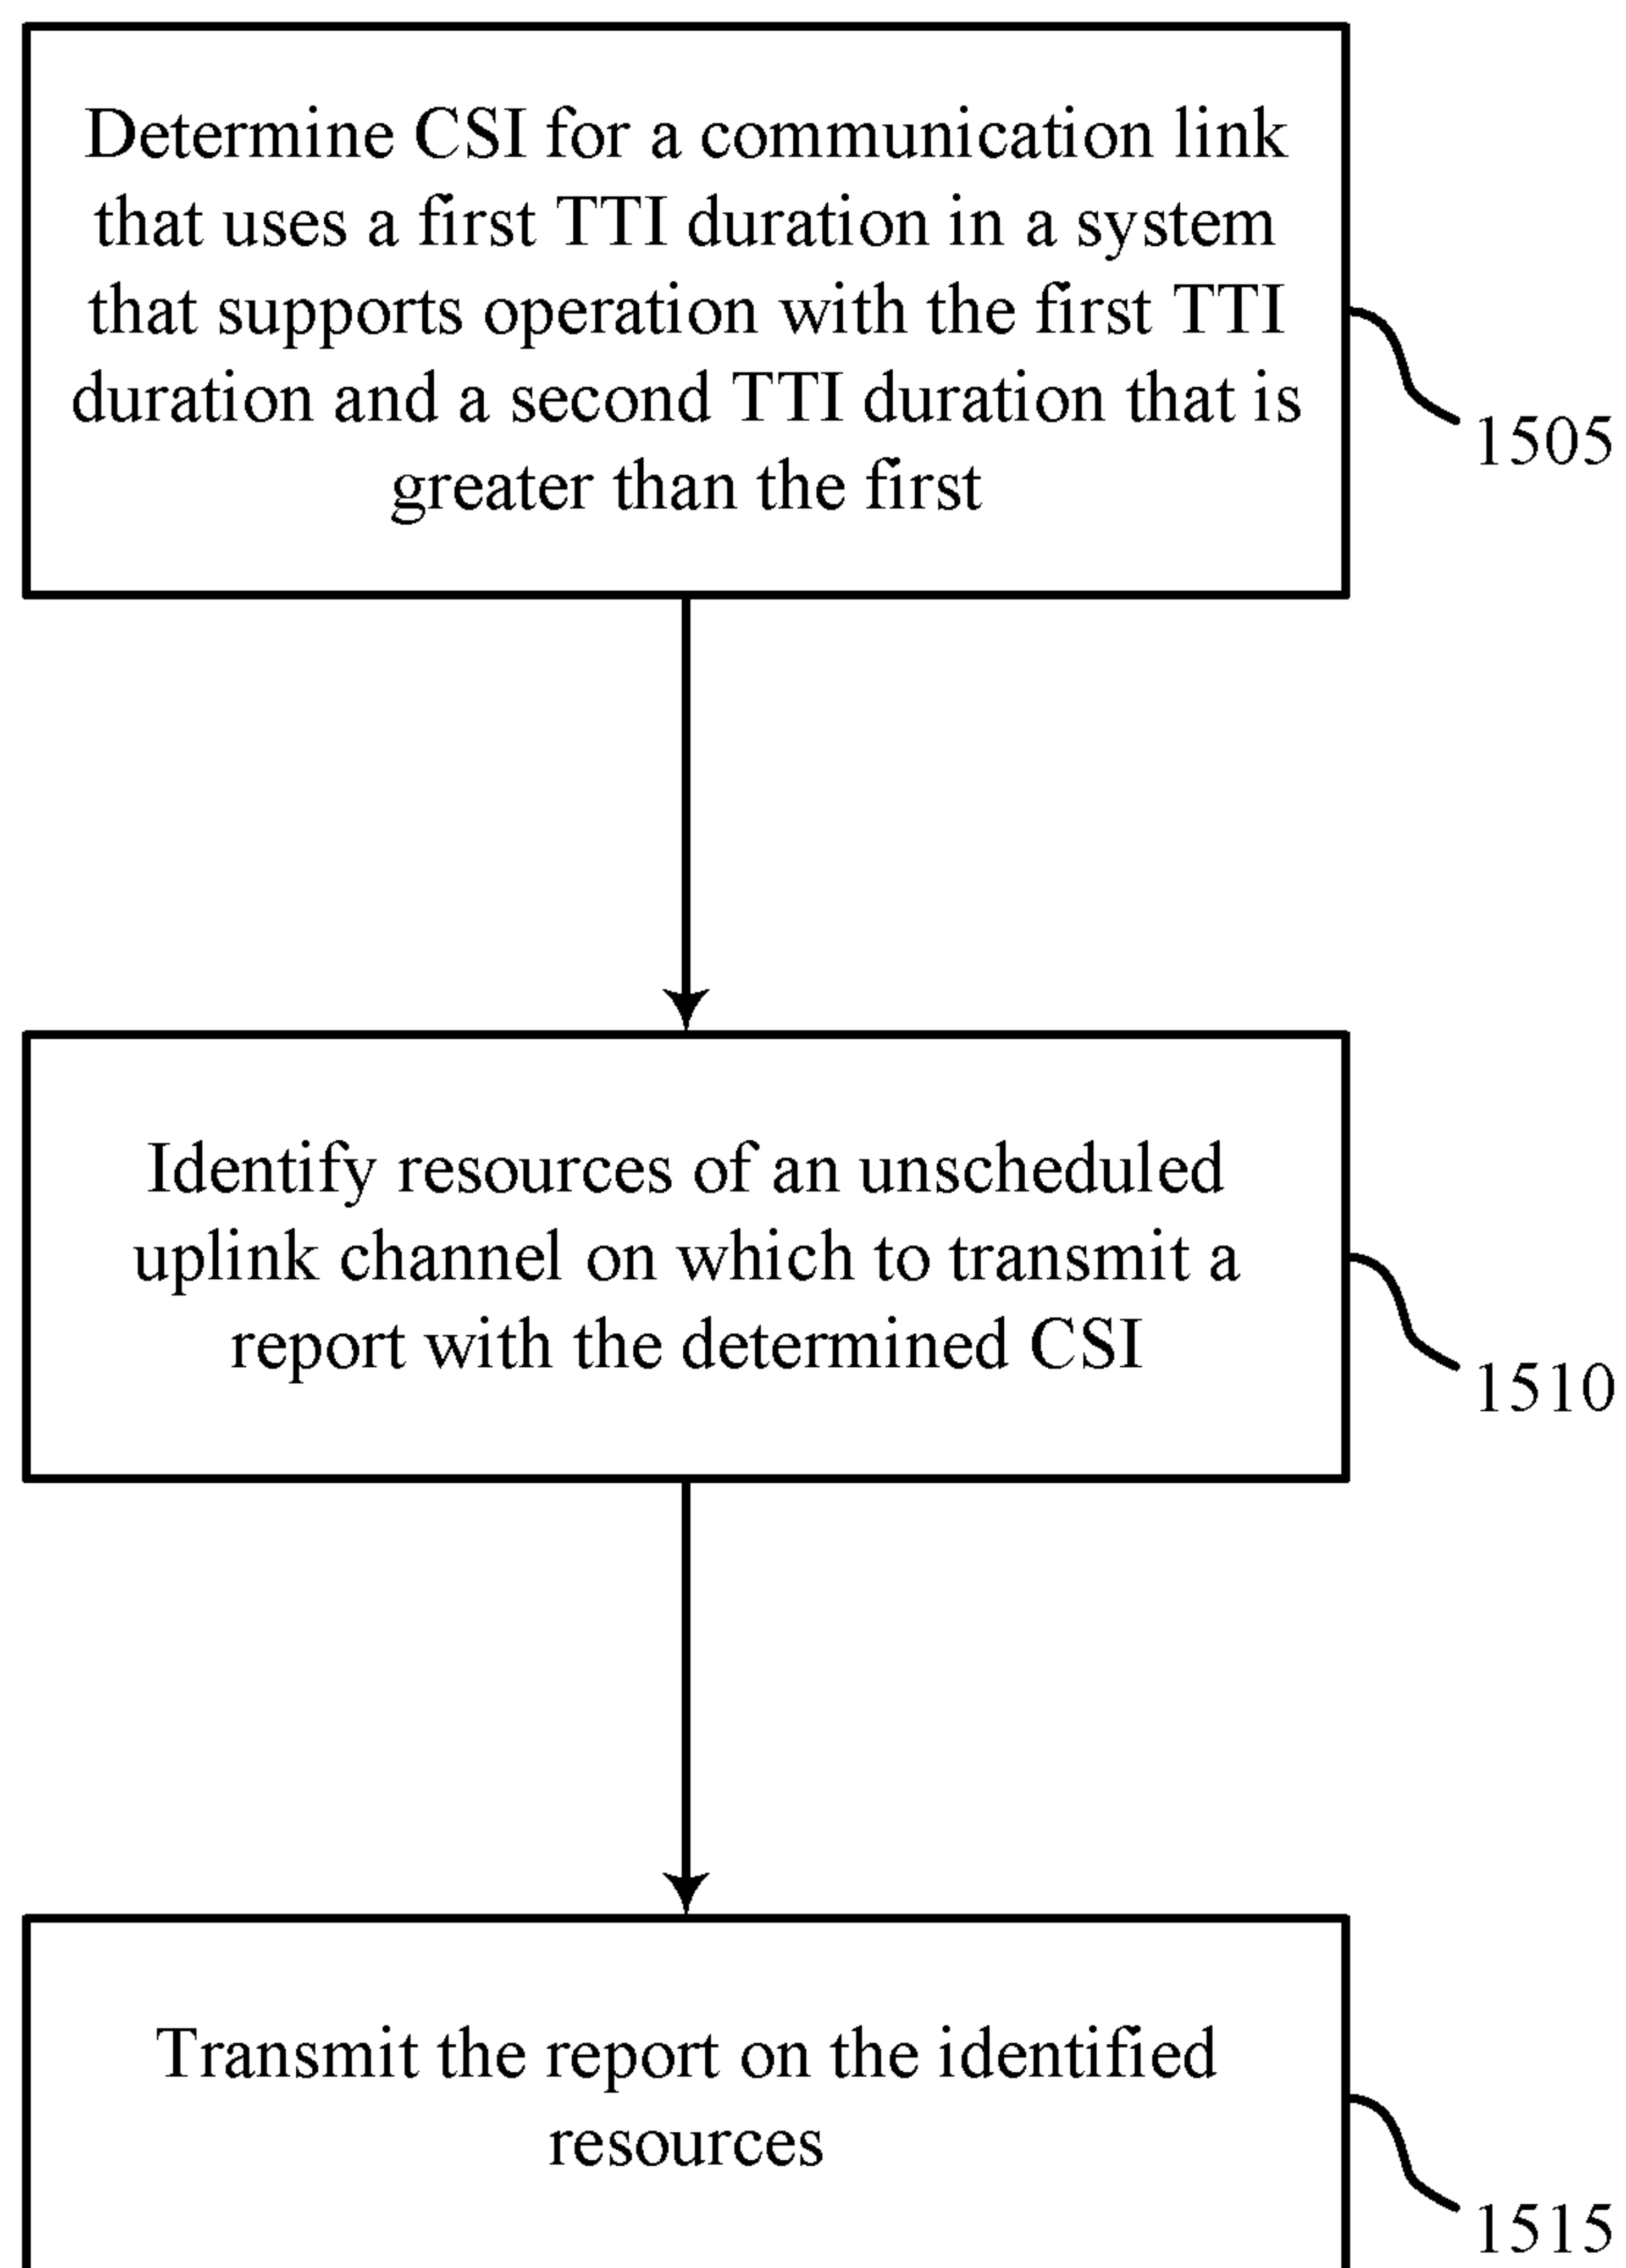 Determine CSI for a communication link
that uses a first TTI duration in a system
that supports operation with the first TTI
duration and a second TTI duration that is
greater than the first
1505
Identify resources of an unscheduled
uplink channel on which to transmit a
report with the determined CSI
1510
Transmit the report on the identified
resources
1515